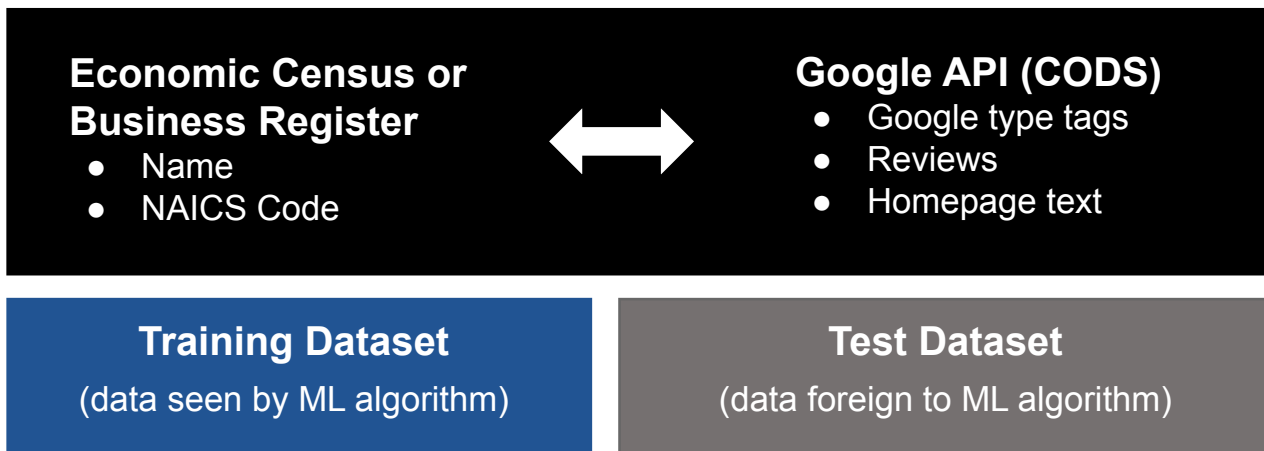 Economic Census or
Business Register
● Name
● NAICS Code
Google API (CODS)
● Google type tags
● Reviews
● Homepage text
Training Dataset
(data seen by ML algorithm)
Test Dataset
(data foreign to ML algorithm)